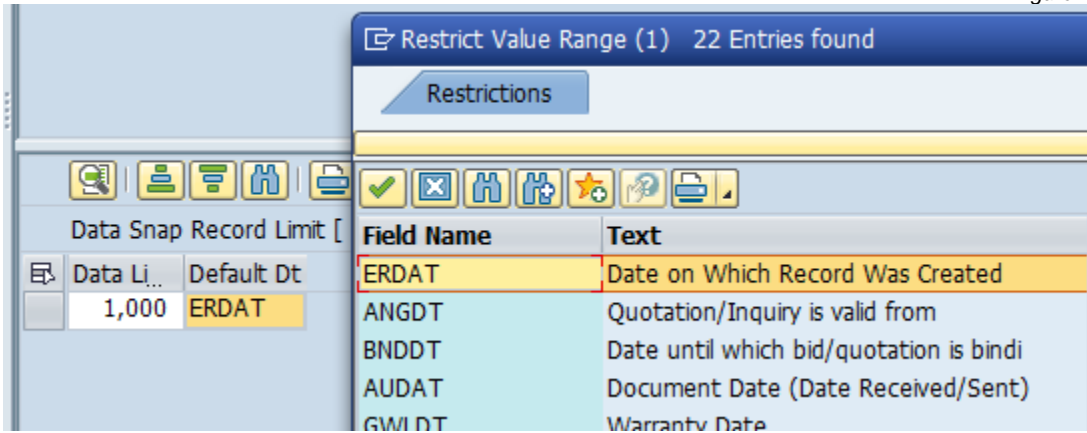 Restrict Value Range (1) 22 Entries found
Restrictions
Data Snap Record Limit [
Data Li... Default Dt
1,000 ERDAT
Field Name Text
ERDAT Date on Which Record Was Created
ANGDT Quotation/Inquiry is valid from
BNDDT Date until which bid/quotation is bindi
AUDAT Document Date (Date Received/Sent)
GWLDT Warranty Date